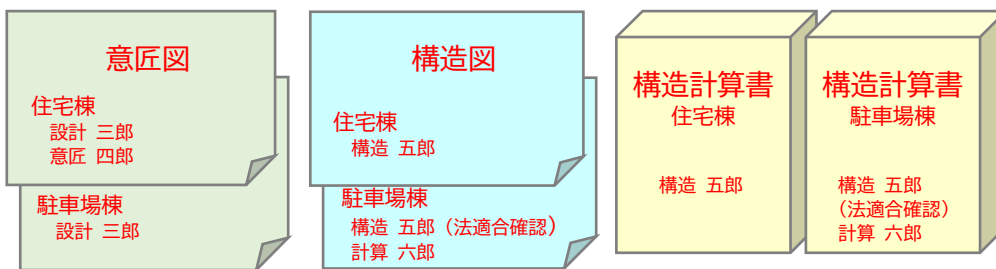 意匠図
住宅棟
設計 三郎
意匠 四郎
駐車場棟
設計 三郎
構造図
住宅棟
構造 五郎
駐車場棟
構造 五郎（法適合確認）
計算 六郎
構造計算書
住宅棟
構造 五郎
構造計算書
駐車場棟
構造 五郎
（法適合確認）
計算 六郎